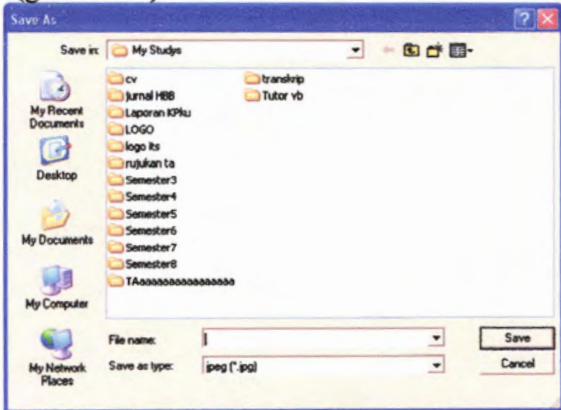 Save As
Save in: My Studys
cv
jurnal HBB
Laporan KPku
LOGO
logo its
rujukan ta
Semester3
Semester4
Semester5
Semester6
Semester7
Semester8
TAaaaaaaaaaaaaaaa
transkrip
Tutor vb
My Recent
Documents
Desktop
My Documents
My Computer
My Network
Places
File name:
Save
Save as type: jpeg (*.jpg)
Cancel